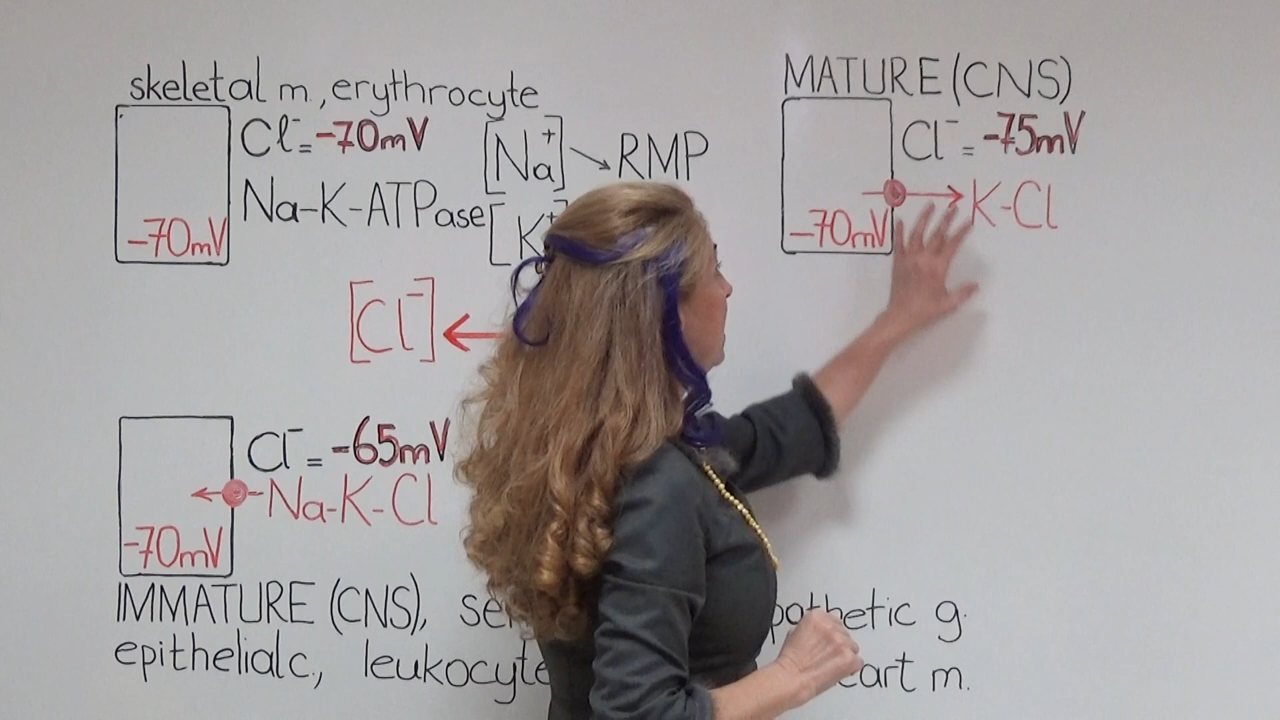 skeletal m., erythrocyte
Cl⁻= -70mV
[Na⁺] → RMP
Na-K-ATPase
[K⁺]
-70mV
[Cl⁻] ←
MATURE (CNS)
Cl⁻ = -75mV
→ K-Cl
-70mV
Cl⁻ = -65mV
← Na-K-Cl
-70mV
IMMATURE (CNS), g.
epithelial c., leukocyte m.